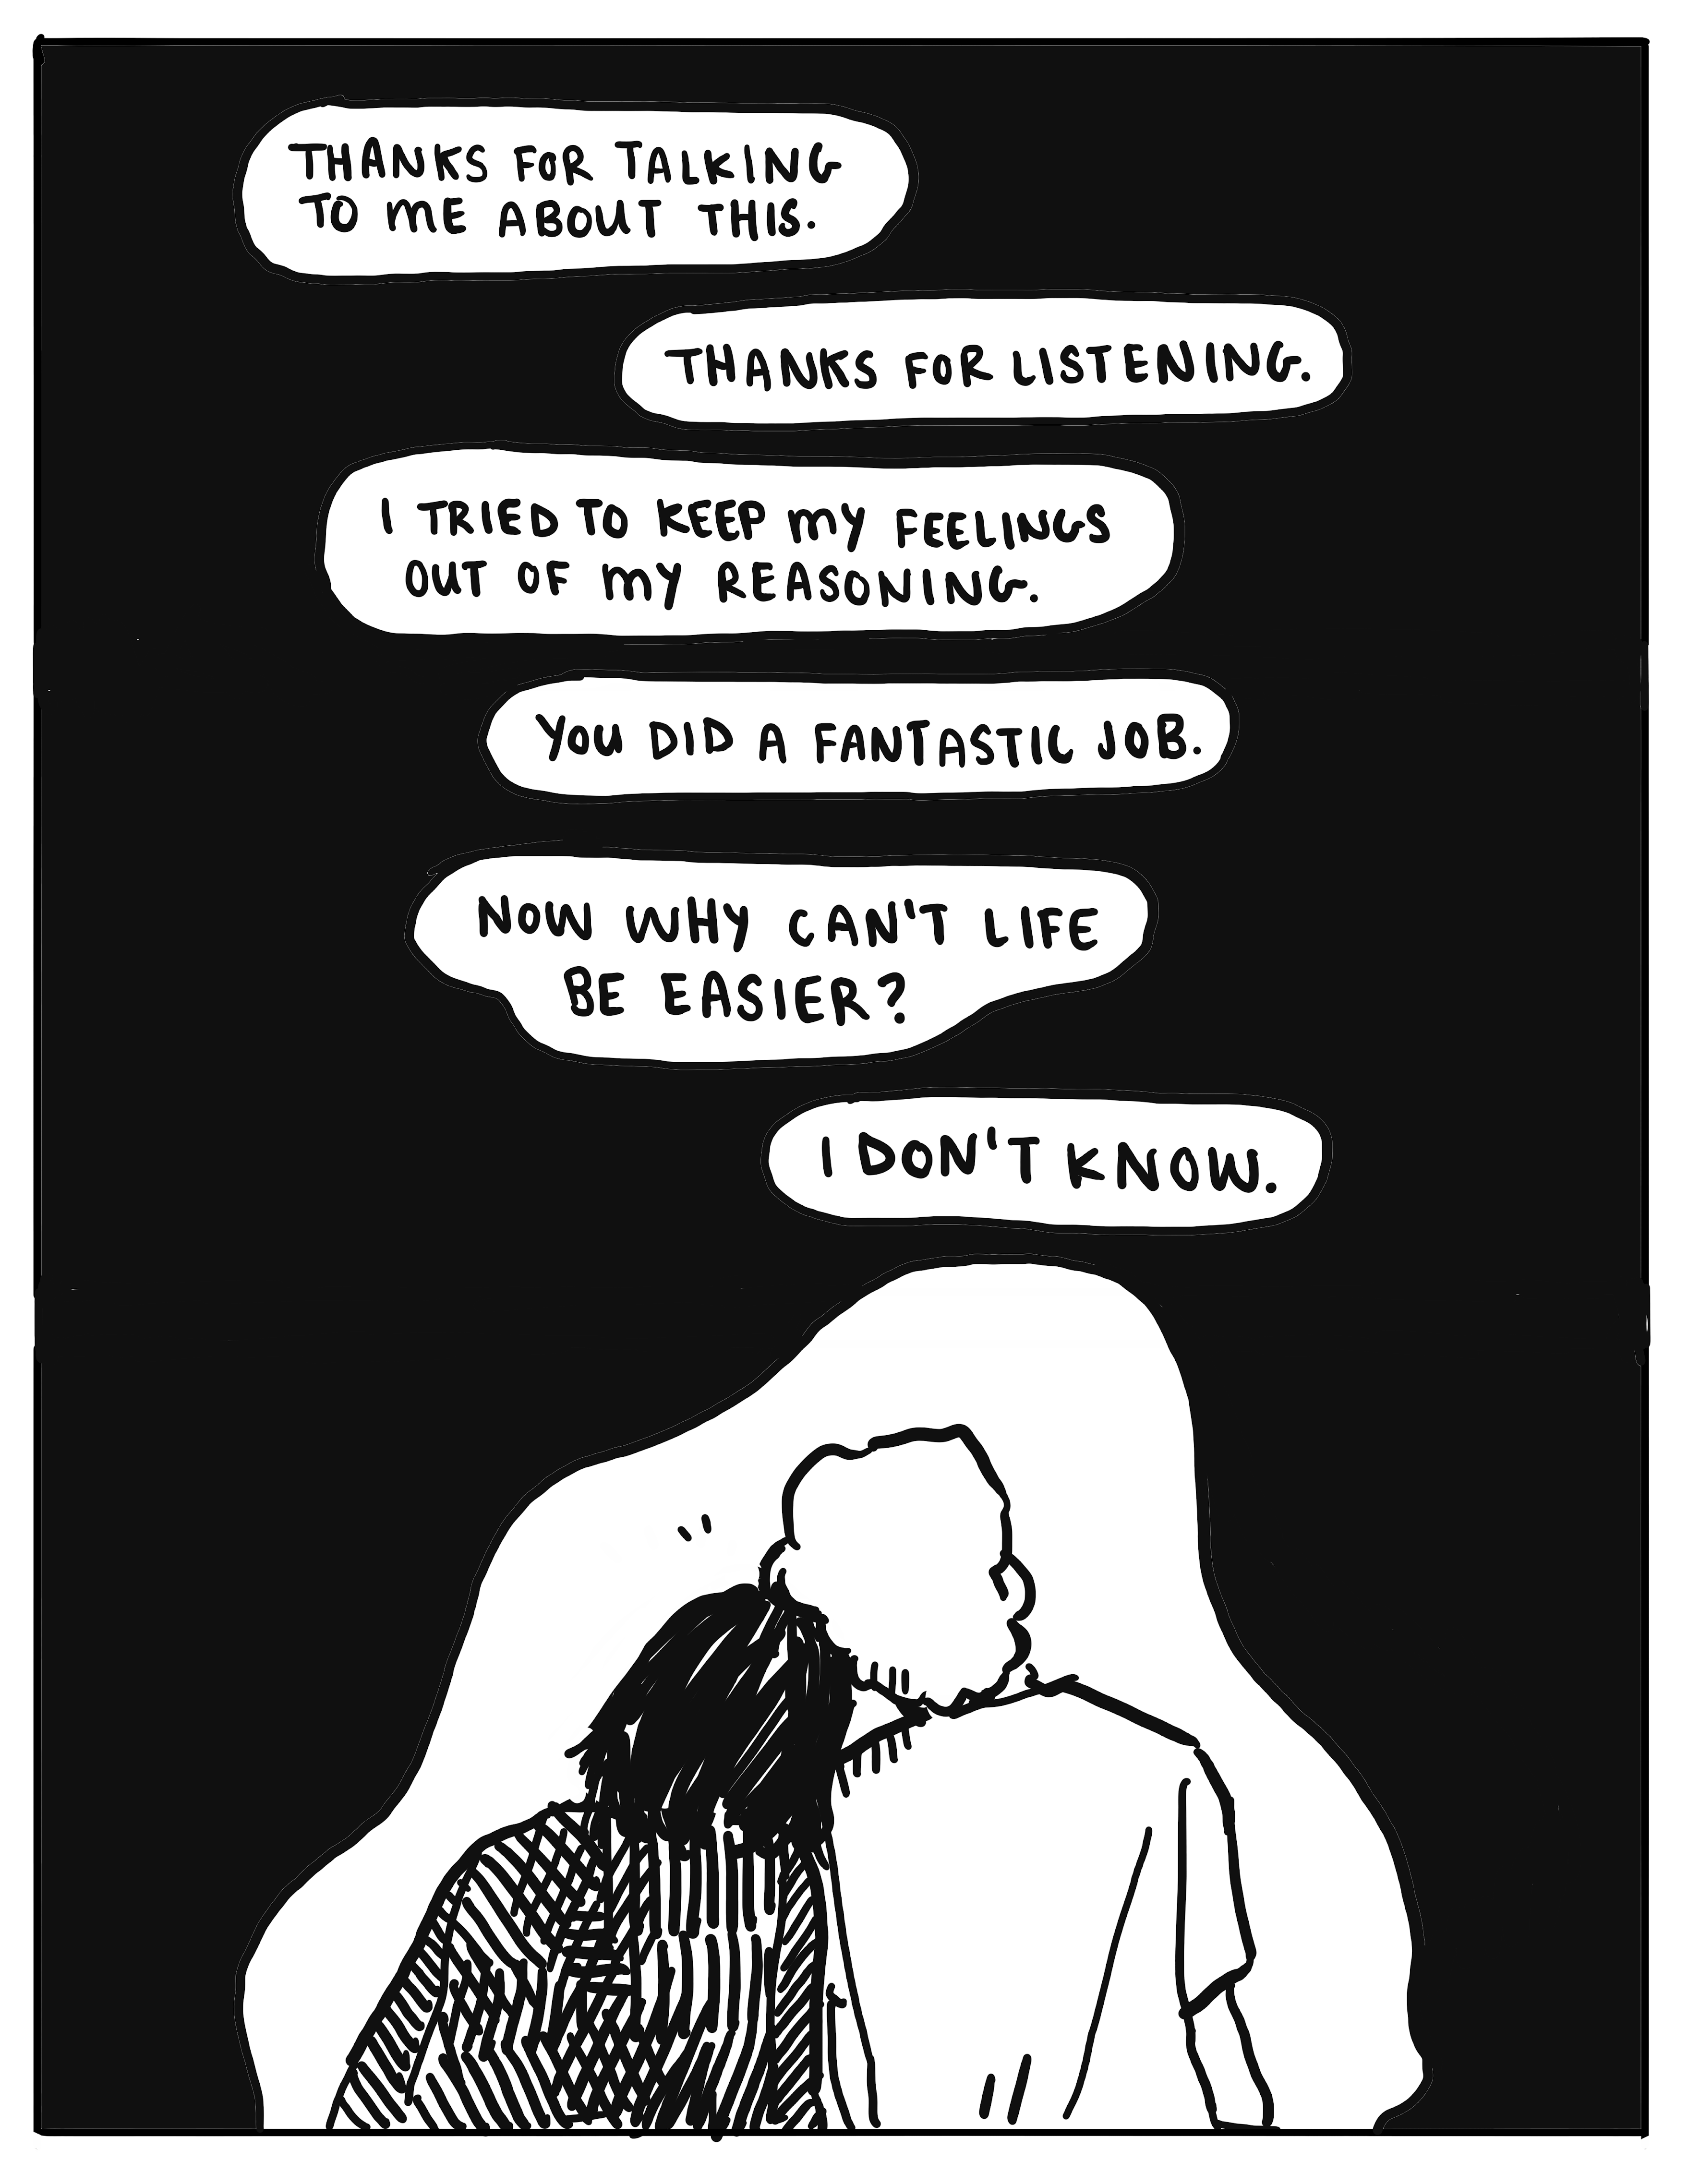 THANKS FOR TALKING
TO ME ABOUT THIS.
THANKS FOR LISTENING.
I TRIED TO KEEP MY FEELINGS
OUT OF MY REASONING.
YOU DID A FANTASTIC JOB.
NOW WHY CAN'T LIFE
BE EASIER?
I DON'T KNOW.